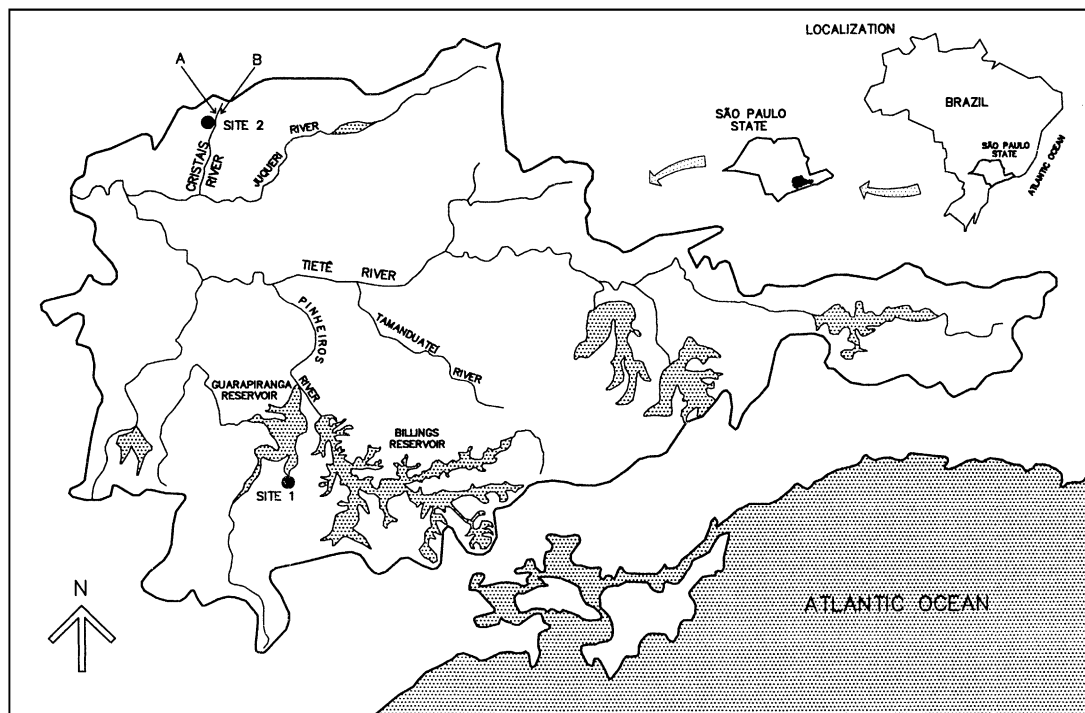 LOCALIZATION
BRAZIL
SÃO PAULO
STATE
ATLANTIC OCEAN
SÃO PAULO
STATE
A
B
SITE 2
CRISTAIS
RIVER
JUQUERI
RIVER
TIETÊ
RIVER
PINHEIROS
RIVER
TAMANDUATEÍ
RIVER
GUARAPIRANGA
RESERVOIR
BILLINGS
RESERVOIR
SITE 1
N
ATLANTIC OCEAN